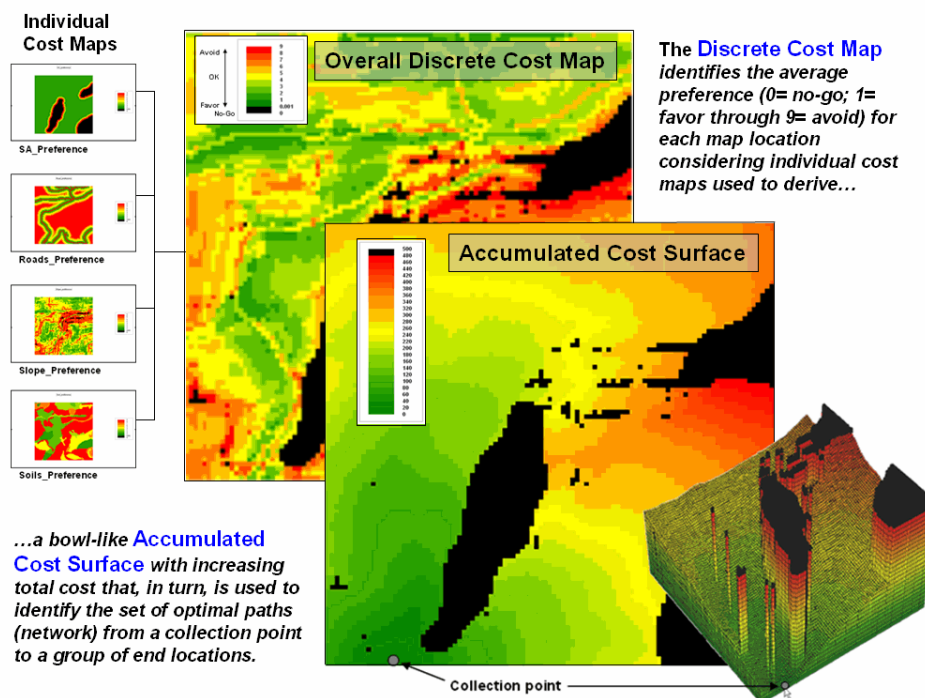 Individual
Cost Maps
SA_Preference
Roads_Preference
Slope_Preference
Soils_Preference
Avoid
OK
Favor
No-Go
9
8
7
6
5
4
3
2
1
0.001
0
Overall Discrete Cost Map
The Discrete Cost Map
identifies the average
preference (0= no-go; 1=
favor through 9= avoid) for
each map location
considering individual cost
maps used to derive…
Accumulated Cost Surface
500
480
460
440
420
400
380
360
340
320
300
280
260
240
220
200
180
160
140
120
100
80
60
40
20
0
…a bowl-like Accumulated
Cost Surface with increasing
total cost that, in turn, is used to
identify the set of optimal paths
(network) from a collection point
to a group of end locations.
Collection point